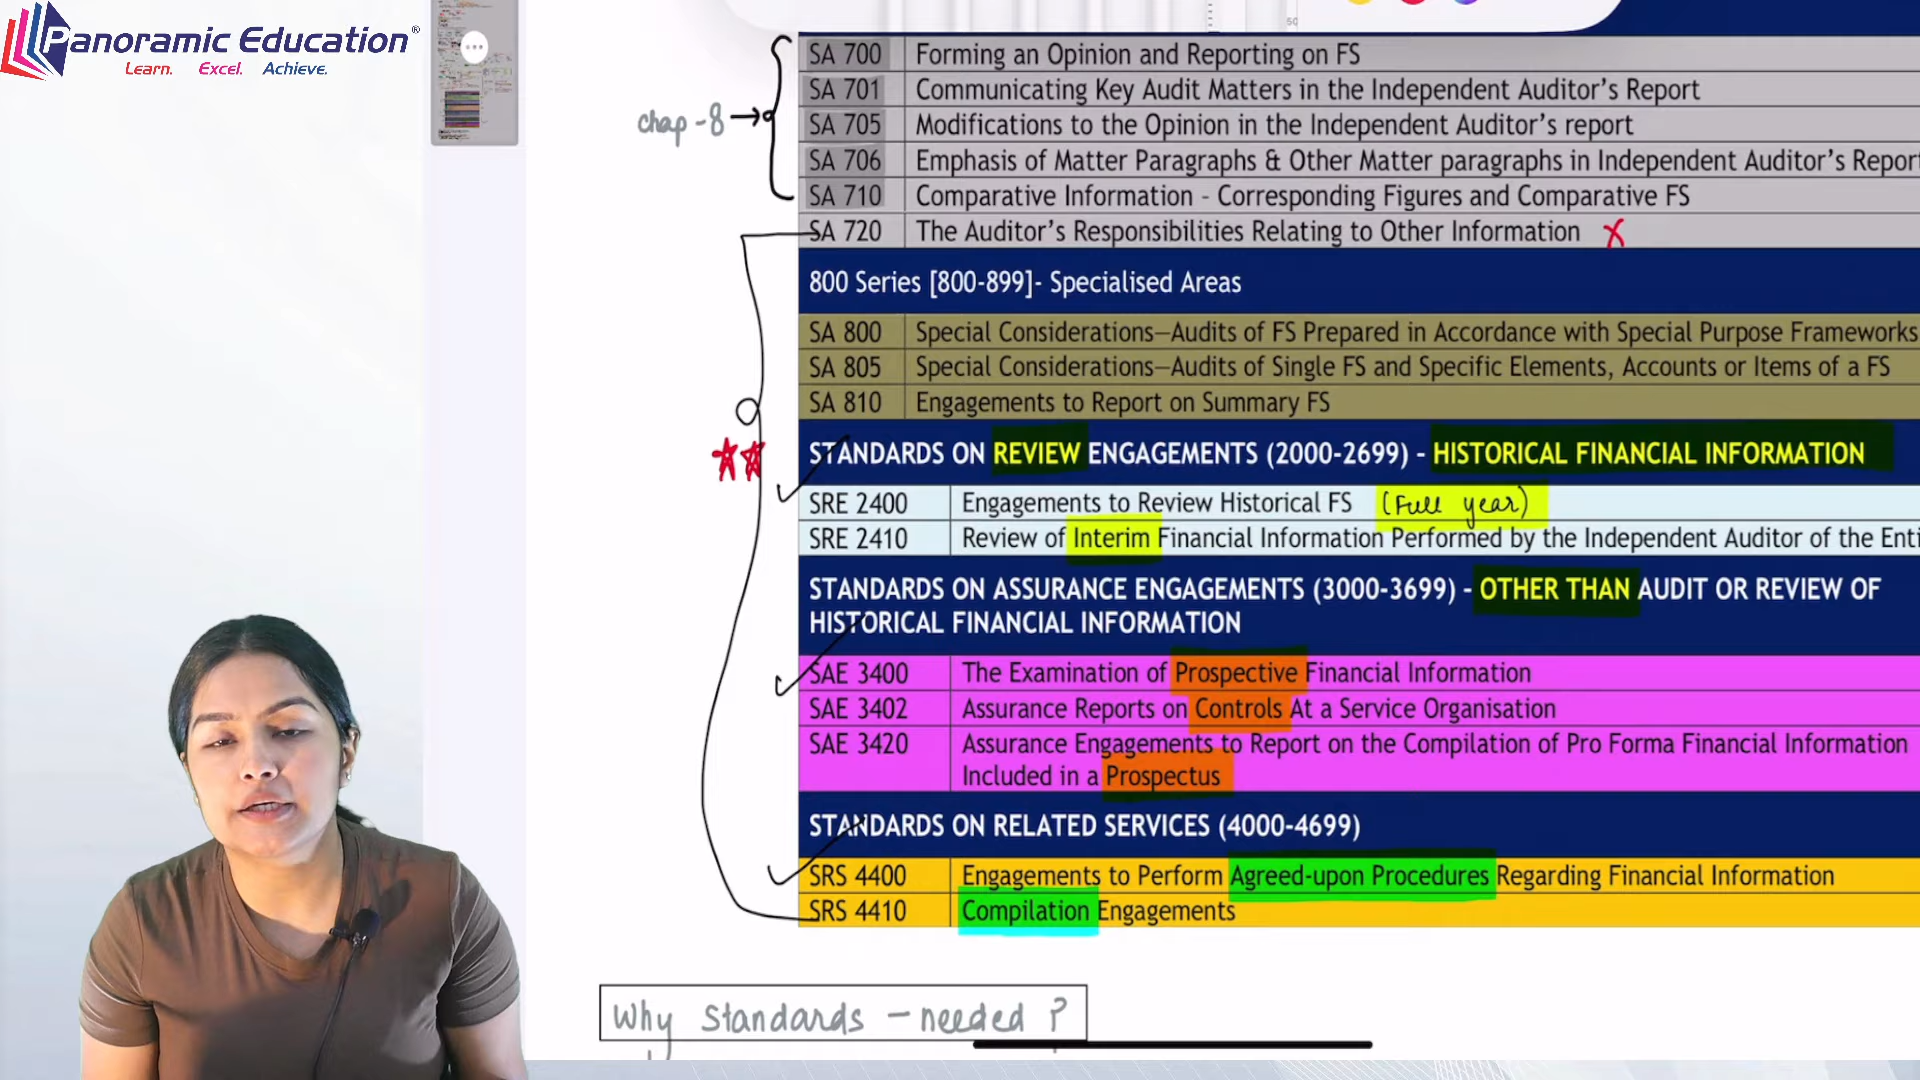 Panoramic Education®
Learn. Excel. Achieve.
50
SA 700 Forming an Opinion and Reporting on FS
SA 701 Communicating Key Audit Matters in the Independent Auditor's Report
chap - 8 →
SA 705 Modifications to the Opinion in the Independent Auditor's report
SA 706 Emphasis of Matter Paragraphs & Other Matter paragraphs in Independent Auditor's Report
SA 710 Comparative Information - Corresponding Figures and Comparative FS
SA 720 The Auditor's Responsibilities Relating to Other Information X
800 Series [800-899]- Specialised Areas
SA 800 Special Considerations—Audits of FS Prepared in Accordance with Special Purpose Frameworks
SA 805 Special Considerations—Audits of Single FS and Specific Elements, Accounts or Items of a FS
SA 810 Engagements to Report on Summary FS
STANDARDS ON REVIEW ENGAGEMENTS (2000-2699) - HISTORICAL FINANCIAL INFORMATION
SRE 2400 Engagements to Review Historical FS (Full year)
SRE 2410 Review of Interim Financial Information Performed by the Independent Auditor of the Enti
STANDARDS ON ASSURANCE ENGAGEMENTS (3000-3699) - OTHER THAN AUDIT OR REVIEW OF
HISTORICAL FINANCIAL INFORMATION
SAE 3400 The Examination of Prospective Financial Information
SAE 3402 Assurance Reports on Controls At a Service Organisation
SAE 3420 Assurance Engagements to Report on the Compilation of Pro Forma Financial Information
Included in a Prospectus
STANDARDS ON RELATED SERVICES (4000-4699)
SRS 4400 Engagements to Perform Agreed-upon Procedures Regarding Financial Information
SRS 4410 Compilation Engagements
Why Standards - needed ?